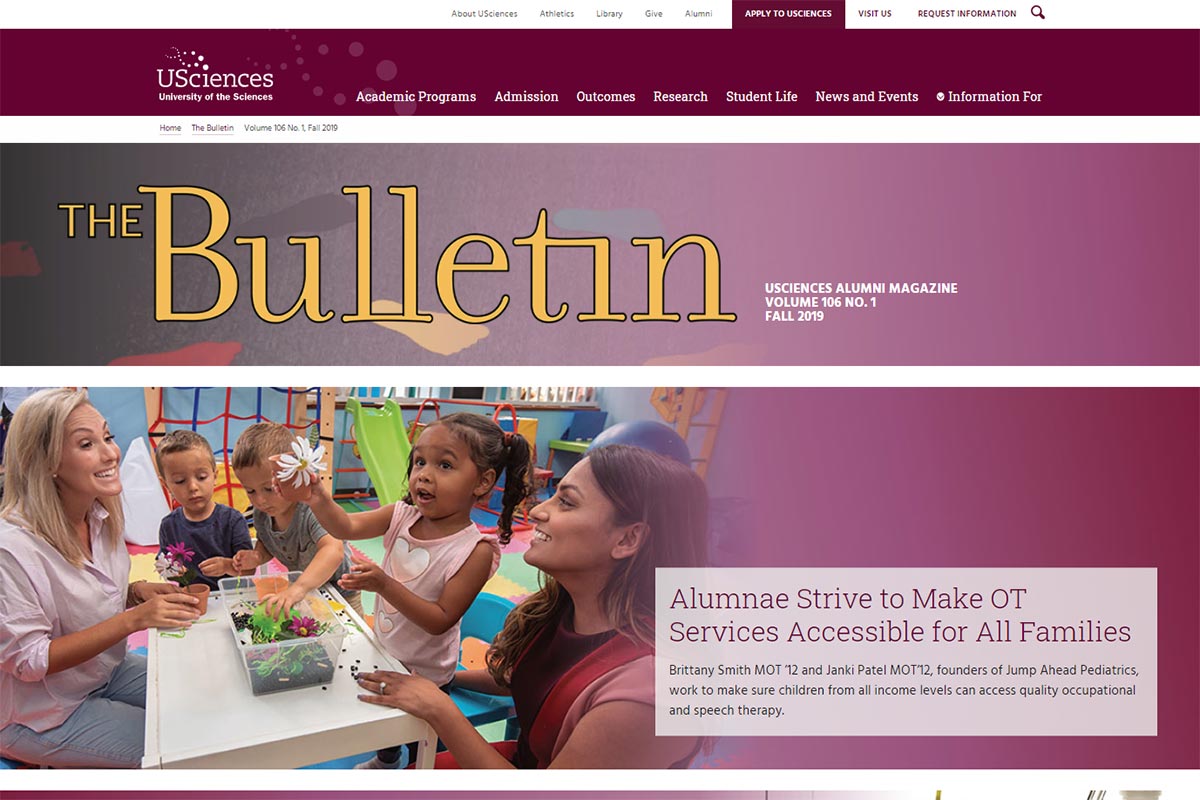 About USciences Athletics Library Give Alumni APPLY TO USCIENCES VISIT US REQUEST INFORMATION
USciences
University of the Sciences
Academic Programs Admission Outcomes Research Student Life News and Events Information For
Home The Bulletin Volume 106 No. 1, Fall 2019
THE Bulletin
USCIENCES ALUMNI MAGAZINE
VOLUME 106 NO. 1
FALL 2019
Alumnae Strive to Make OT
Services Accessible for All Families
Brittany Smith MOT '12 and Janki Patel MOT'12, founders of Jump Ahead Pediatrics,
work to make sure children from all income levels can access quality occupational
and speech therapy.